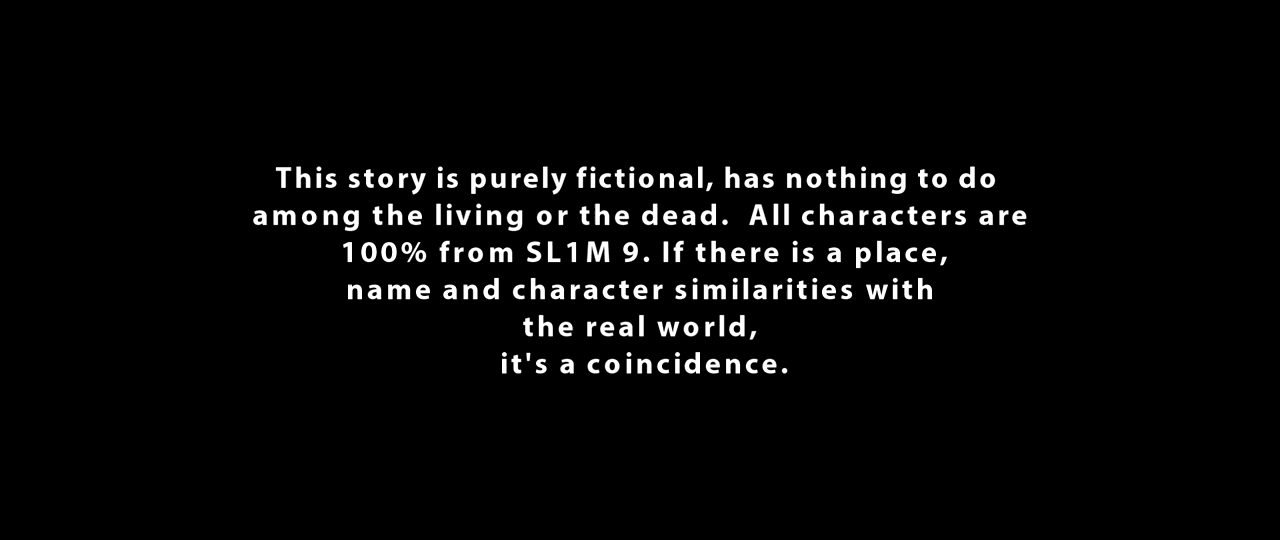 This story is purely fictional, has nothing to do
among the living or the dead.  All characters are
100% from SL1M 9. If there is a place,
name and character similarities with
the real world,
it's a coincidence.